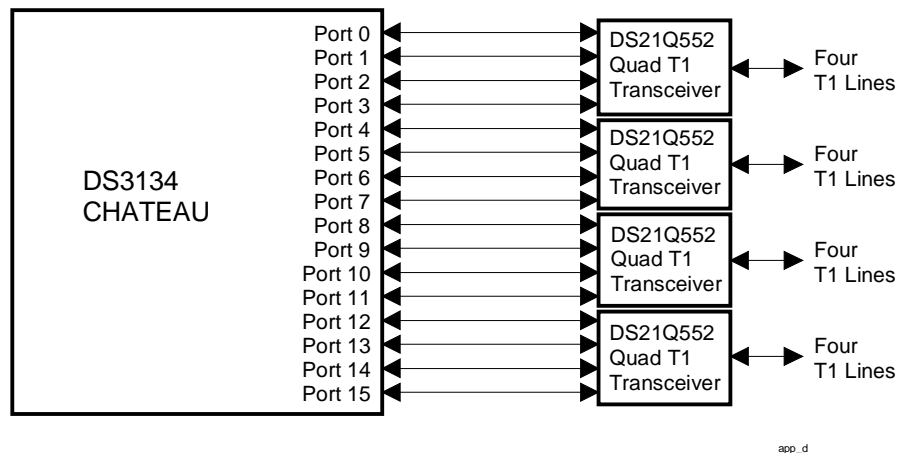 DS3134
CHATEAU
Port 0
Port 1
Port 2
Port 3
Port 4
Port 5
Port 6
Port 7
Port 8
Port 9
Port 10
Port 11
Port 12
Port 13
Port 14
Port 15
DS21Q552
Quad T1
Transceiver
Four
T1 Lines
DS21Q552
Quad T1
Transceiver
Four
T1 Lines
DS21Q552
Quad T1
Transceiver
Four
T1 Lines
DS21Q552
Quad T1
Transceiver
Four
T1 Lines
app_d